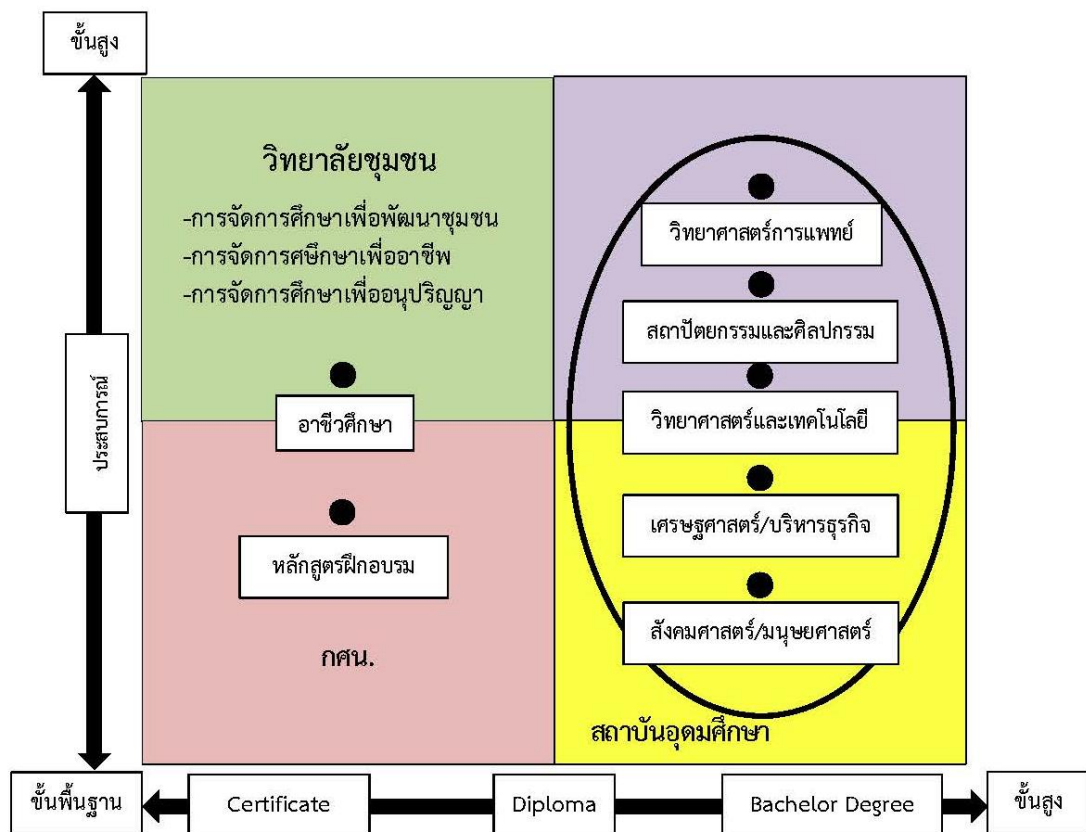 ขั้นสูง
วิทยาลัยชุมชน
-การจัดการศึกษาเพื่อพัฒนาชุมชน
-การจัดการศษึกษาเพื่ออาชีพ
-การจัดการศึกษาเพื่ออนุปริญญา
อาชีวศึกษา
หลักสูตรฝึกอบรม
กศน.
วิทยาศาสตร์การแพทย์
สถาปัตยกรรมและศิลปกรรม
วิทยาศาสตร์และเทคโนโลยี
เศรษฐศาสตร์/บริหารธุรกิจ
สังคมศาสตร์/มนุษยศาสตร์
สถาบันอุดมศึกษา
ประสบการณ์
ขั้นพื้นฐาน
Certificate
Diploma
Bachelor Degree
ขั้นสูง